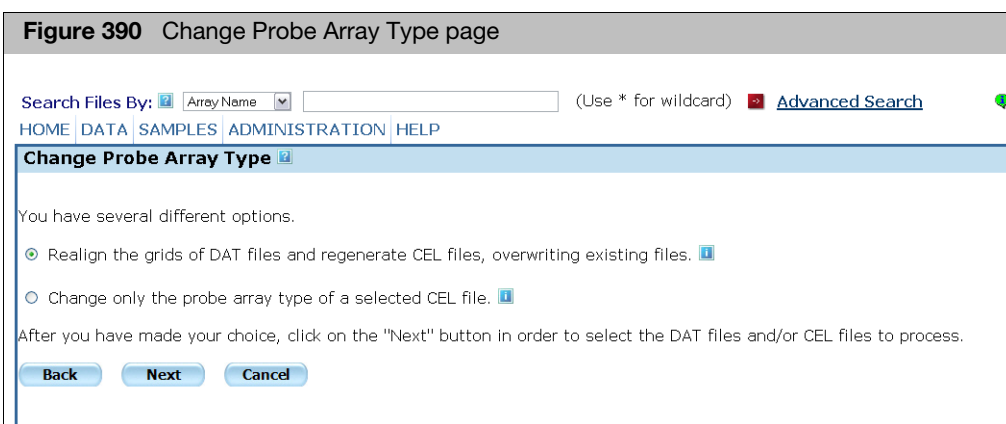 Figure 390 Change Probe Array Type page
Search Files By: Array Name (Use * for wildcard) Advanced Search
HOME DATA SAMPLES ADMINISTRATION HELP
Change Probe Array Type
You have several different options.
Realign the grids of DAT files and regenerate CEL files, overwriting existing files.
Change only the probe array type of a selected CEL file.
After you have made your choice, click on the "Next" button in order to select the DAT files and/or CEL files to process.
Back Next Cancel